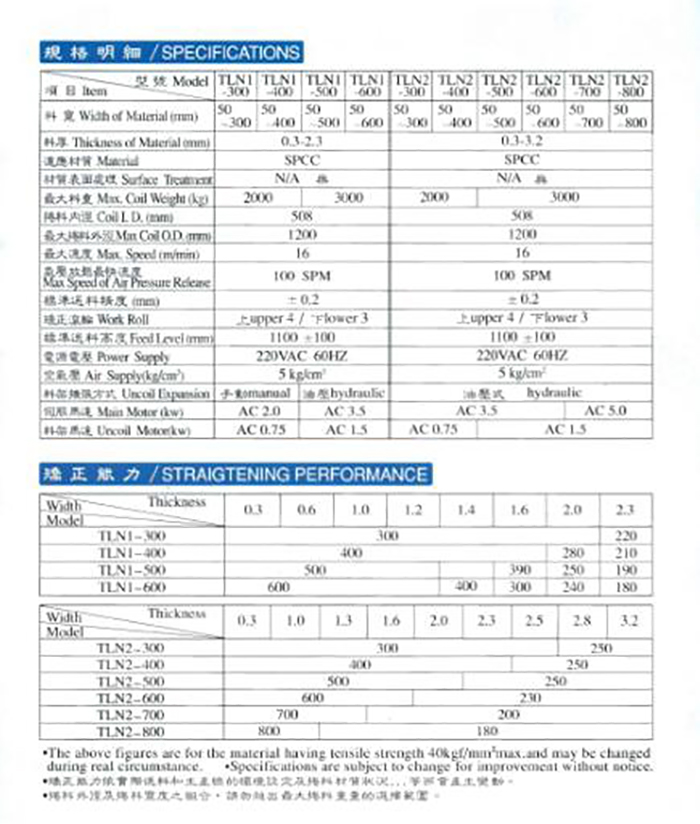 規格明細 / SPECIFICATIONS
型號 Model TLN1 TLN1 TLN1 TLN1 TLN2 TLN2 TLN2 TLN2 TLN2 TLN2
項目 Item -300 -400 -500 -600 -300 -400 -500 -600 -700 -800
料寬 Width of Material (mm) 50 50 50 50 50 50 50 50 50 50
~300 ~400 ~500 ~600 ~300 ~400 ~500 ~600 ~700 ~800
料厚 Thickness of Material (mm) 0.3-2.3 0.3-3.2
適應材質 Material SPCC SPCC
材質表面處理 Surface Treatment N/A 無 N/A 無
最大料重 Max. Coil Weight (kg) 2000 3000 2000 3000
捲料內徑 Coil I. D. (mm) 508 508
最大捲料外徑 Max Coil O.D. (mm) 1200 1200
最大速度 Max. Speed (m/min) 16 16
Max Speed of Air Pressure Release 100 SPM 100 SPM
標準送料精度 (mm) ±0.2 ±0.2
矯正滾輪 Work Roll 上upper 4 / 下lower 3 上upper 4 / 下lower 3
標準送料高度 Feed Level (mm) 1100 ±100 1100 ±100
電源電壓 Power Supply 220VAC 60HZ 220VAC 60HZ
空氣壓 Air Supply(kg/cm²) 5 kg/cm² 5 kg/cm²
料架擴張方式 Uncoil Expansion 手動manual 油壓hydraulic 油壓式 hydraulic
伺服馬達 Main Motor (kw) AC 2.0 AC 3.5 AC 3.5 AC 5.0
料架馬達 Uncoil Motor(kw) AC 0.75 AC 1.5 AC 0.75 AC 1.5
矯正能力 / STRAIGTENING PERFORMANCE
Width Thickness 0.3 0.6 1.0 1.2 1.4 1.6 2.0 2.3
Model
TLN1-300 300 220
TLN1-400 400 280 210
TLN1-500 500 390 250 190
TLN1-600 600 400 300 240 180
Width Thickness 0.3 1.0 1.3 1.6 2.0 2.3 2.5 2.8 3.2
Model
TLN2-300 300 250
TLN2-400 400 250
TLN2-500 500 250
TLN2-600 600 230
TLN2-700 700 200
TLN2-800 800 180
•The above figures are for the material having tensile strength 40kgf/mm²max.and may be changed
during real circumstance. •Specifications are subject to change for improvement without notice.
•矯正能力依實際送料和生產線的環境設定及捲料材質狀況...等將會產生變動。
•捲料外徑及捲料寬度之組合，請勿超出最大捲料重量的選擇範圍。